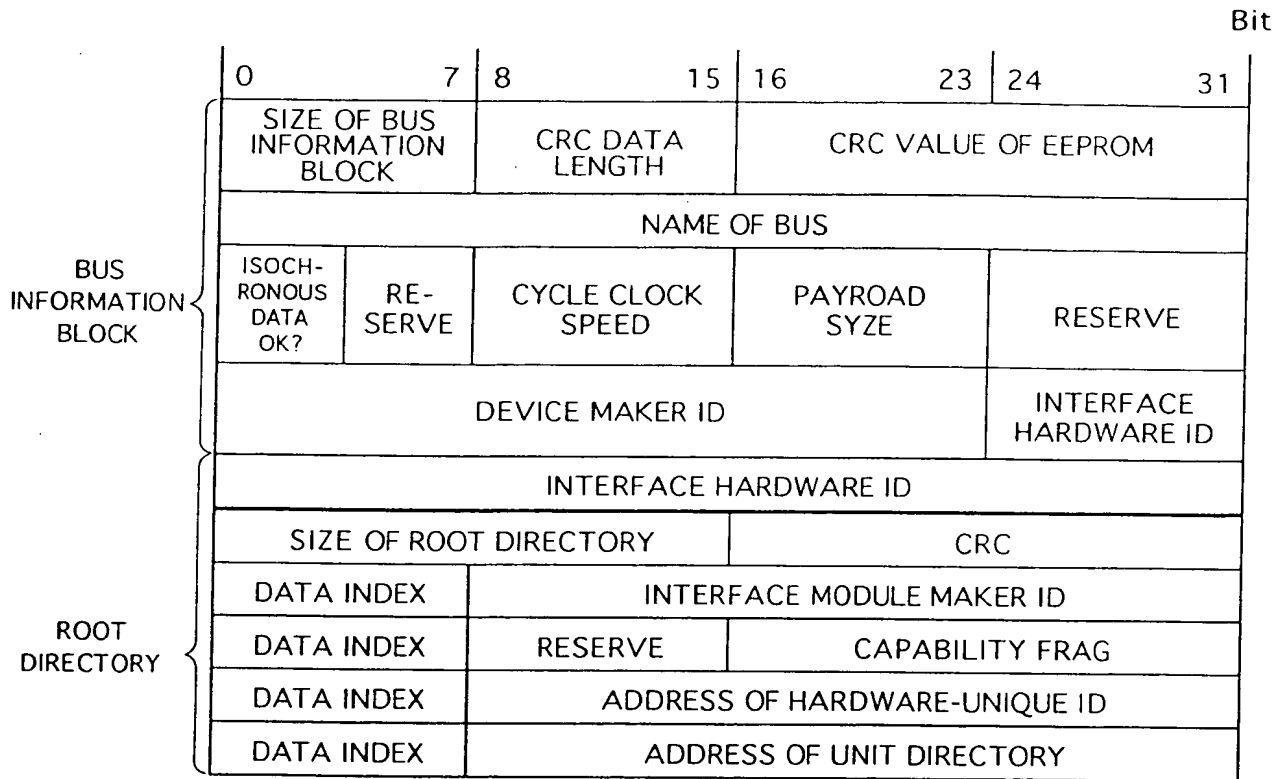 Bit
0 7 8 15 16 23 24 31
SIZE OF BUS
INFORMATION
BLOCK
CRC DATA
LENGTH
CRC VALUE OF EEPROM
NAME OF BUS
BUS
INFORMATION
BLOCK
ISOCH-
RONOUS
DATA
OK?
RE-
SERVE
CYCLE CLOCK
SPEED
PAYROAD
SYZE
RESERVE
DEVICE MAKER ID
INTERFACE
HARDWARE ID
INTERFACE HARDWARE ID
SIZE OF ROOT DIRECTORY
CRC
DATA INDEX
INTERFACE MODULE MAKER ID
ROOT
DIRECTORY
DATA INDEX
RESERVE
CAPABILITY FRAG
DATA INDEX
ADDRESS OF HARDWARE-UNIQUE ID
DATA INDEX
ADDRESS OF UNIT DIRECTORY